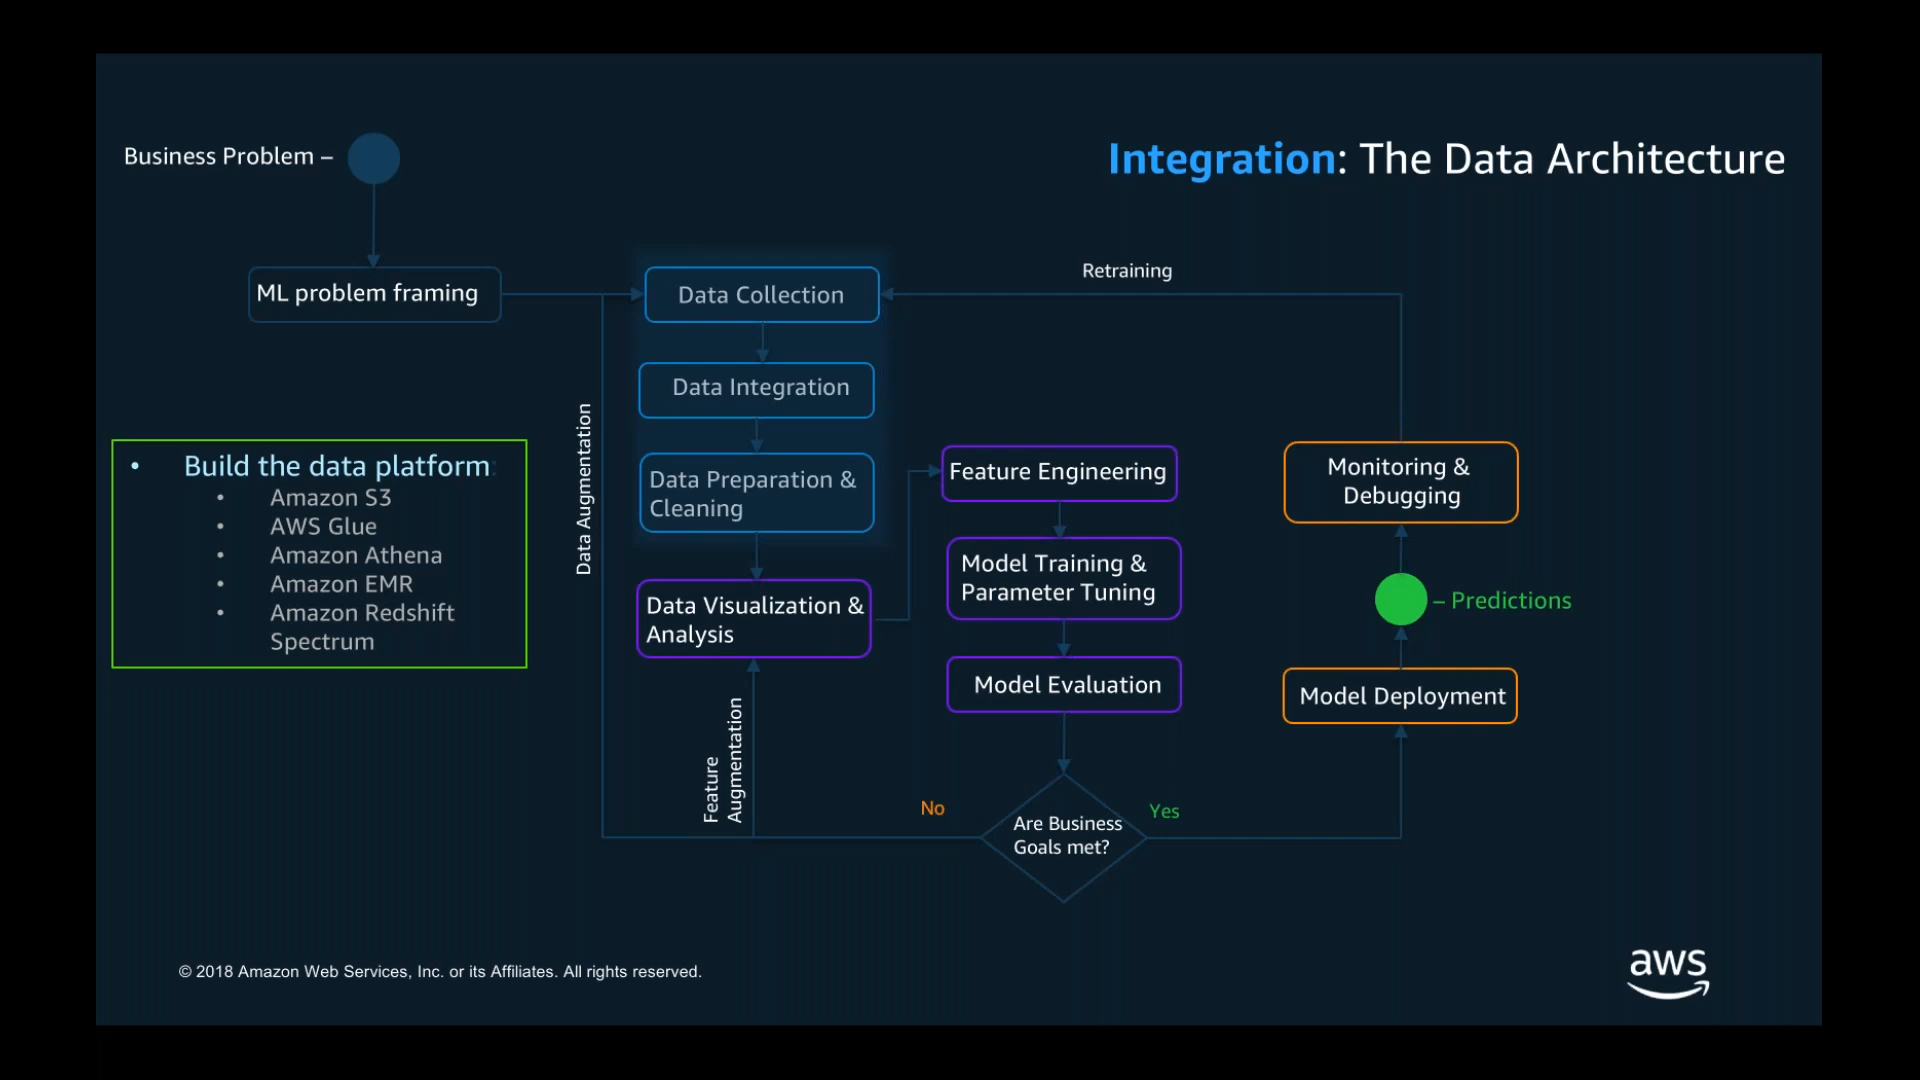 Business Problem –
Integration: The Data Architecture
Retraining
ML problem framing
Data Collection
Data Integration
Data Augmentation
• Build the data platform:
• Amazon S3
• AWS Glue
• Amazon Athena
• Amazon EMR
• Amazon Redshift
Spectrum
Data Preparation &
Cleaning
Data Visualization &
Analysis
Feature
Augmentation
Feature Engineering
Model Training &
Parameter Tuning
Model Evaluation
Are Business
Goals met?
No
Yes
Monitoring &
Debugging
– Predictions
Model Deployment
© 2018 Amazon Web Services, Inc. or its Affiliates. All rights reserved.
aws